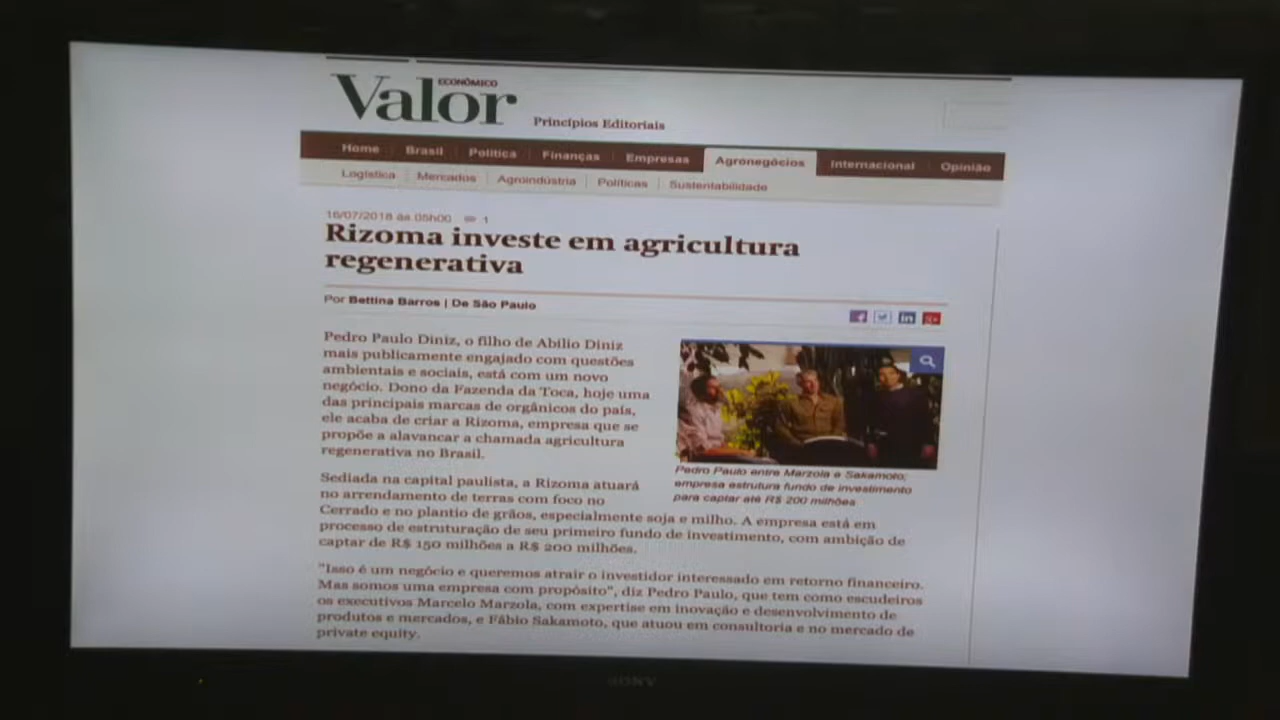 Valor
ECONÔMICO
Princípios Editoriais
Home Brasil Política Finanças Empresas Agronegócios Internacional Opinião
Logística Mercados Agroindústria Políticas Sustentabilidade
16/07/2018 às 05h00 1
Rizoma investe em agricultura
regenerativa
Por Bettina Barros | De São Paulo
Pedro Paulo Diniz, o filho de Abilio Diniz
mais publicamente engajado com questões
ambientais e sociais, está com um novo
negócio. Dono da Fazenda da Toca, hoje uma
das principais marcas de orgânicos do país,
ele acaba de criar a Rizoma, empresa que se
propõe a alavancar a chamada agricultura
regenerativa no Brasil.
Pedro Paulo entre Marzola e Sakamoto;
empresa estrutura fundo de investimento
para captar até R$ 200 milhões
Sediada na capital paulista, a Rizoma atuará
no arrendamento de terras com foco no
Cerrado e no plantio de grãos, especialmente soja e milho. A empresa está em
processo de estruturação de seu primeiro fundo de investimento, com ambição de
captar de R$ 150 milhões a R$ 200 milhões.
"Isso é um negócio e queremos atrair o investidor interessado em retorno financeiro.
Mas somos uma empresa com propósito", diz Pedro Paulo, que tem como escudeiros
os executivos Marcelo Marzola, com expertise em inovação e desenvolvimento de
produtos e mercados, e Fábio Sakamoto, que atuou em consultoria e no mercado de
private equity.
SONY